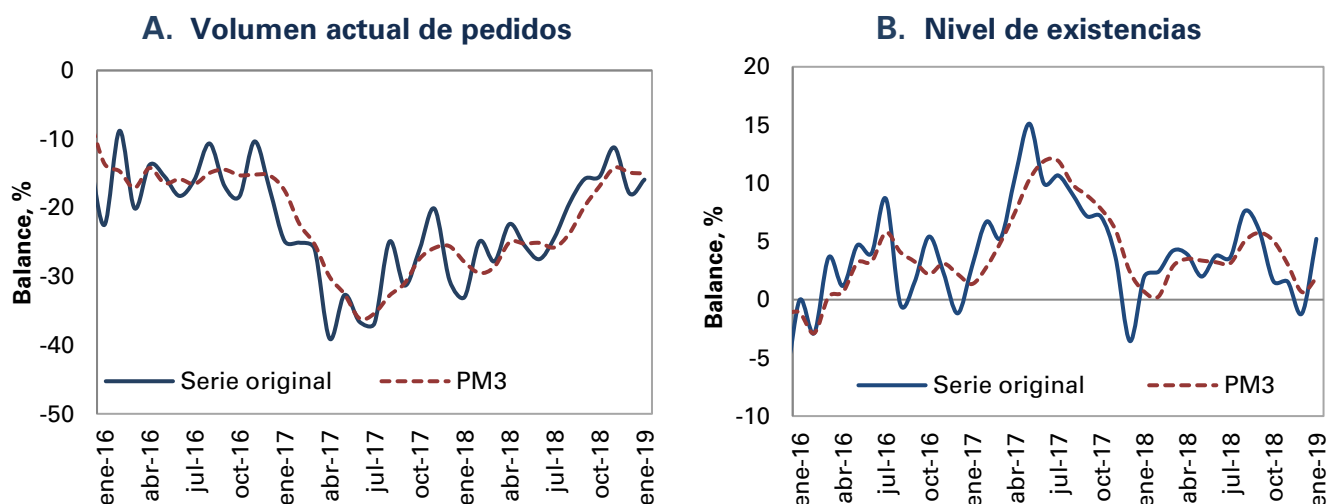 A. Volumen actual de pedidos
0
-10
-20
-30
-40
-50
Balance, %
Serie original
PM3
ene-16
abr-16
jul-16
oct-16
ene-17
abr-17
jul-17
oct-17
ene-18
abr-18
jul-18
oct-18
ene-19
B. Nivel de existencias
20
15
10
5
0
-5
-10
Balance, %
Serie original
PM3
ene-16
abr-16
jul-16
oct-16
ene-17
abr-17
jul-17
oct-17
ene-18
abr-18
jul-18
oct-18
ene-19